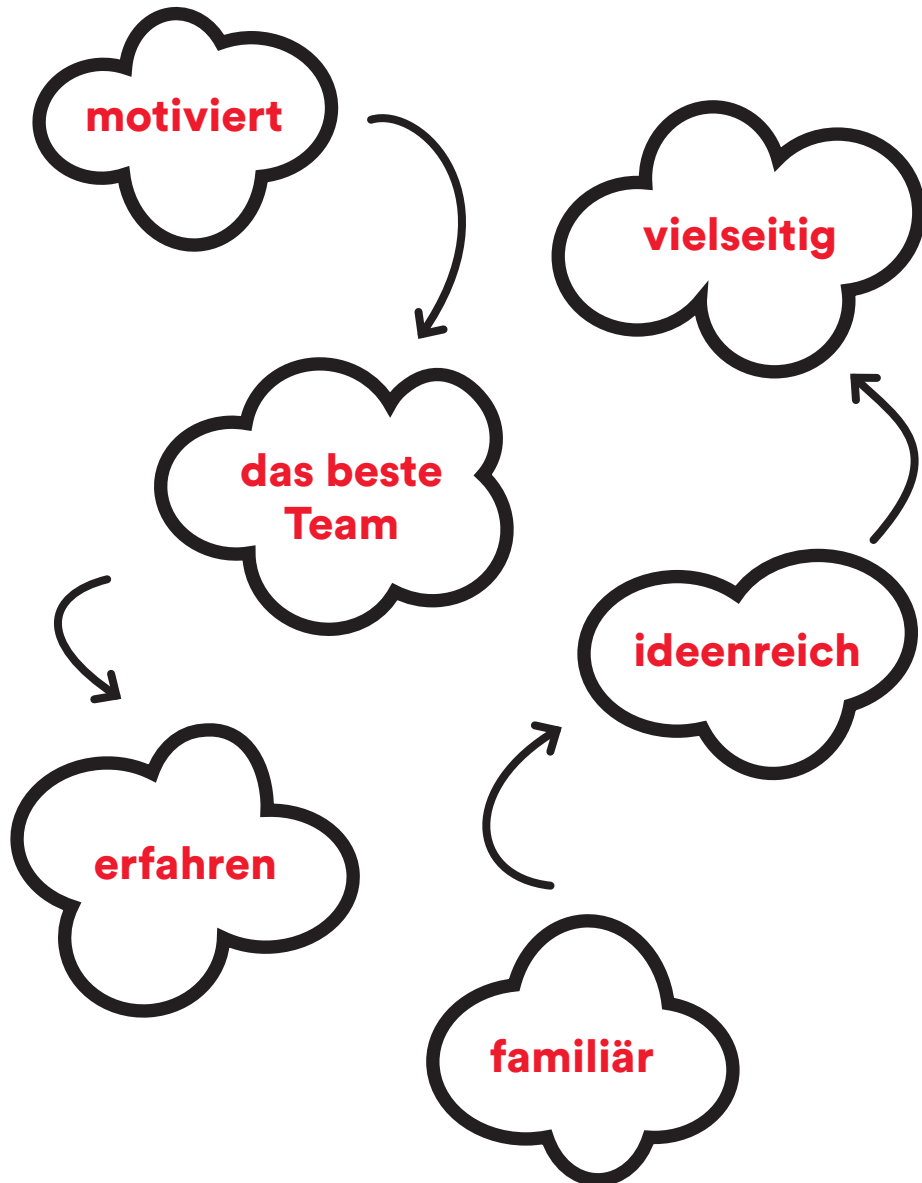 motiviert
vielseitig
das beste
Team
ideenreich
erfahren
familiär